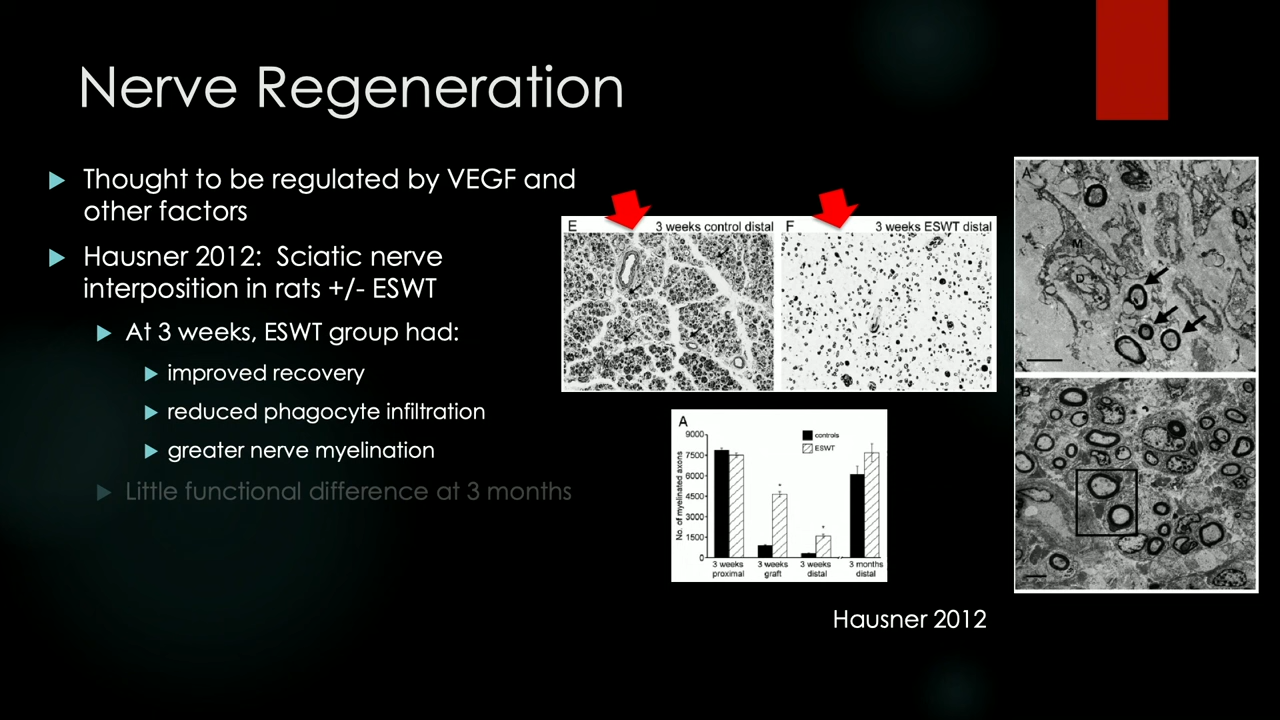 Nerve Regeneration
Thought to be regulated by VEGF and
other factors
Hausner 2012: Sciatic nerve
interposition in rats +/- ESWT
At 3 weeks, ESWT group had:
improved recovery
reduced phagocyte infiltration
greater nerve myelination
Little functional difference at 3 months
E 3 weeks control distal
F 3 weeks ESWT distal
A
controls
ESWT
No. of myelinated axons
9000
7500
6000
4500
3000
1500
0
* *
3 weeks proximal
3 weeks graft
3 weeks distal
3 months distal
Hausner 2012
A
M
D
B